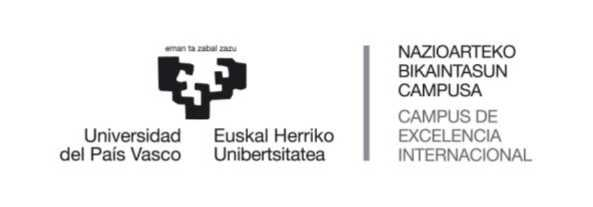 eman ta zabal zazu
Universidad
del País Vasco
Euskal Herriko
Unibertsitatea
NAZIOARTEKO
BIKAINTASUN
CAMPUSA
CAMPUS DE
EXCELENCIA
INTERNACIONAL